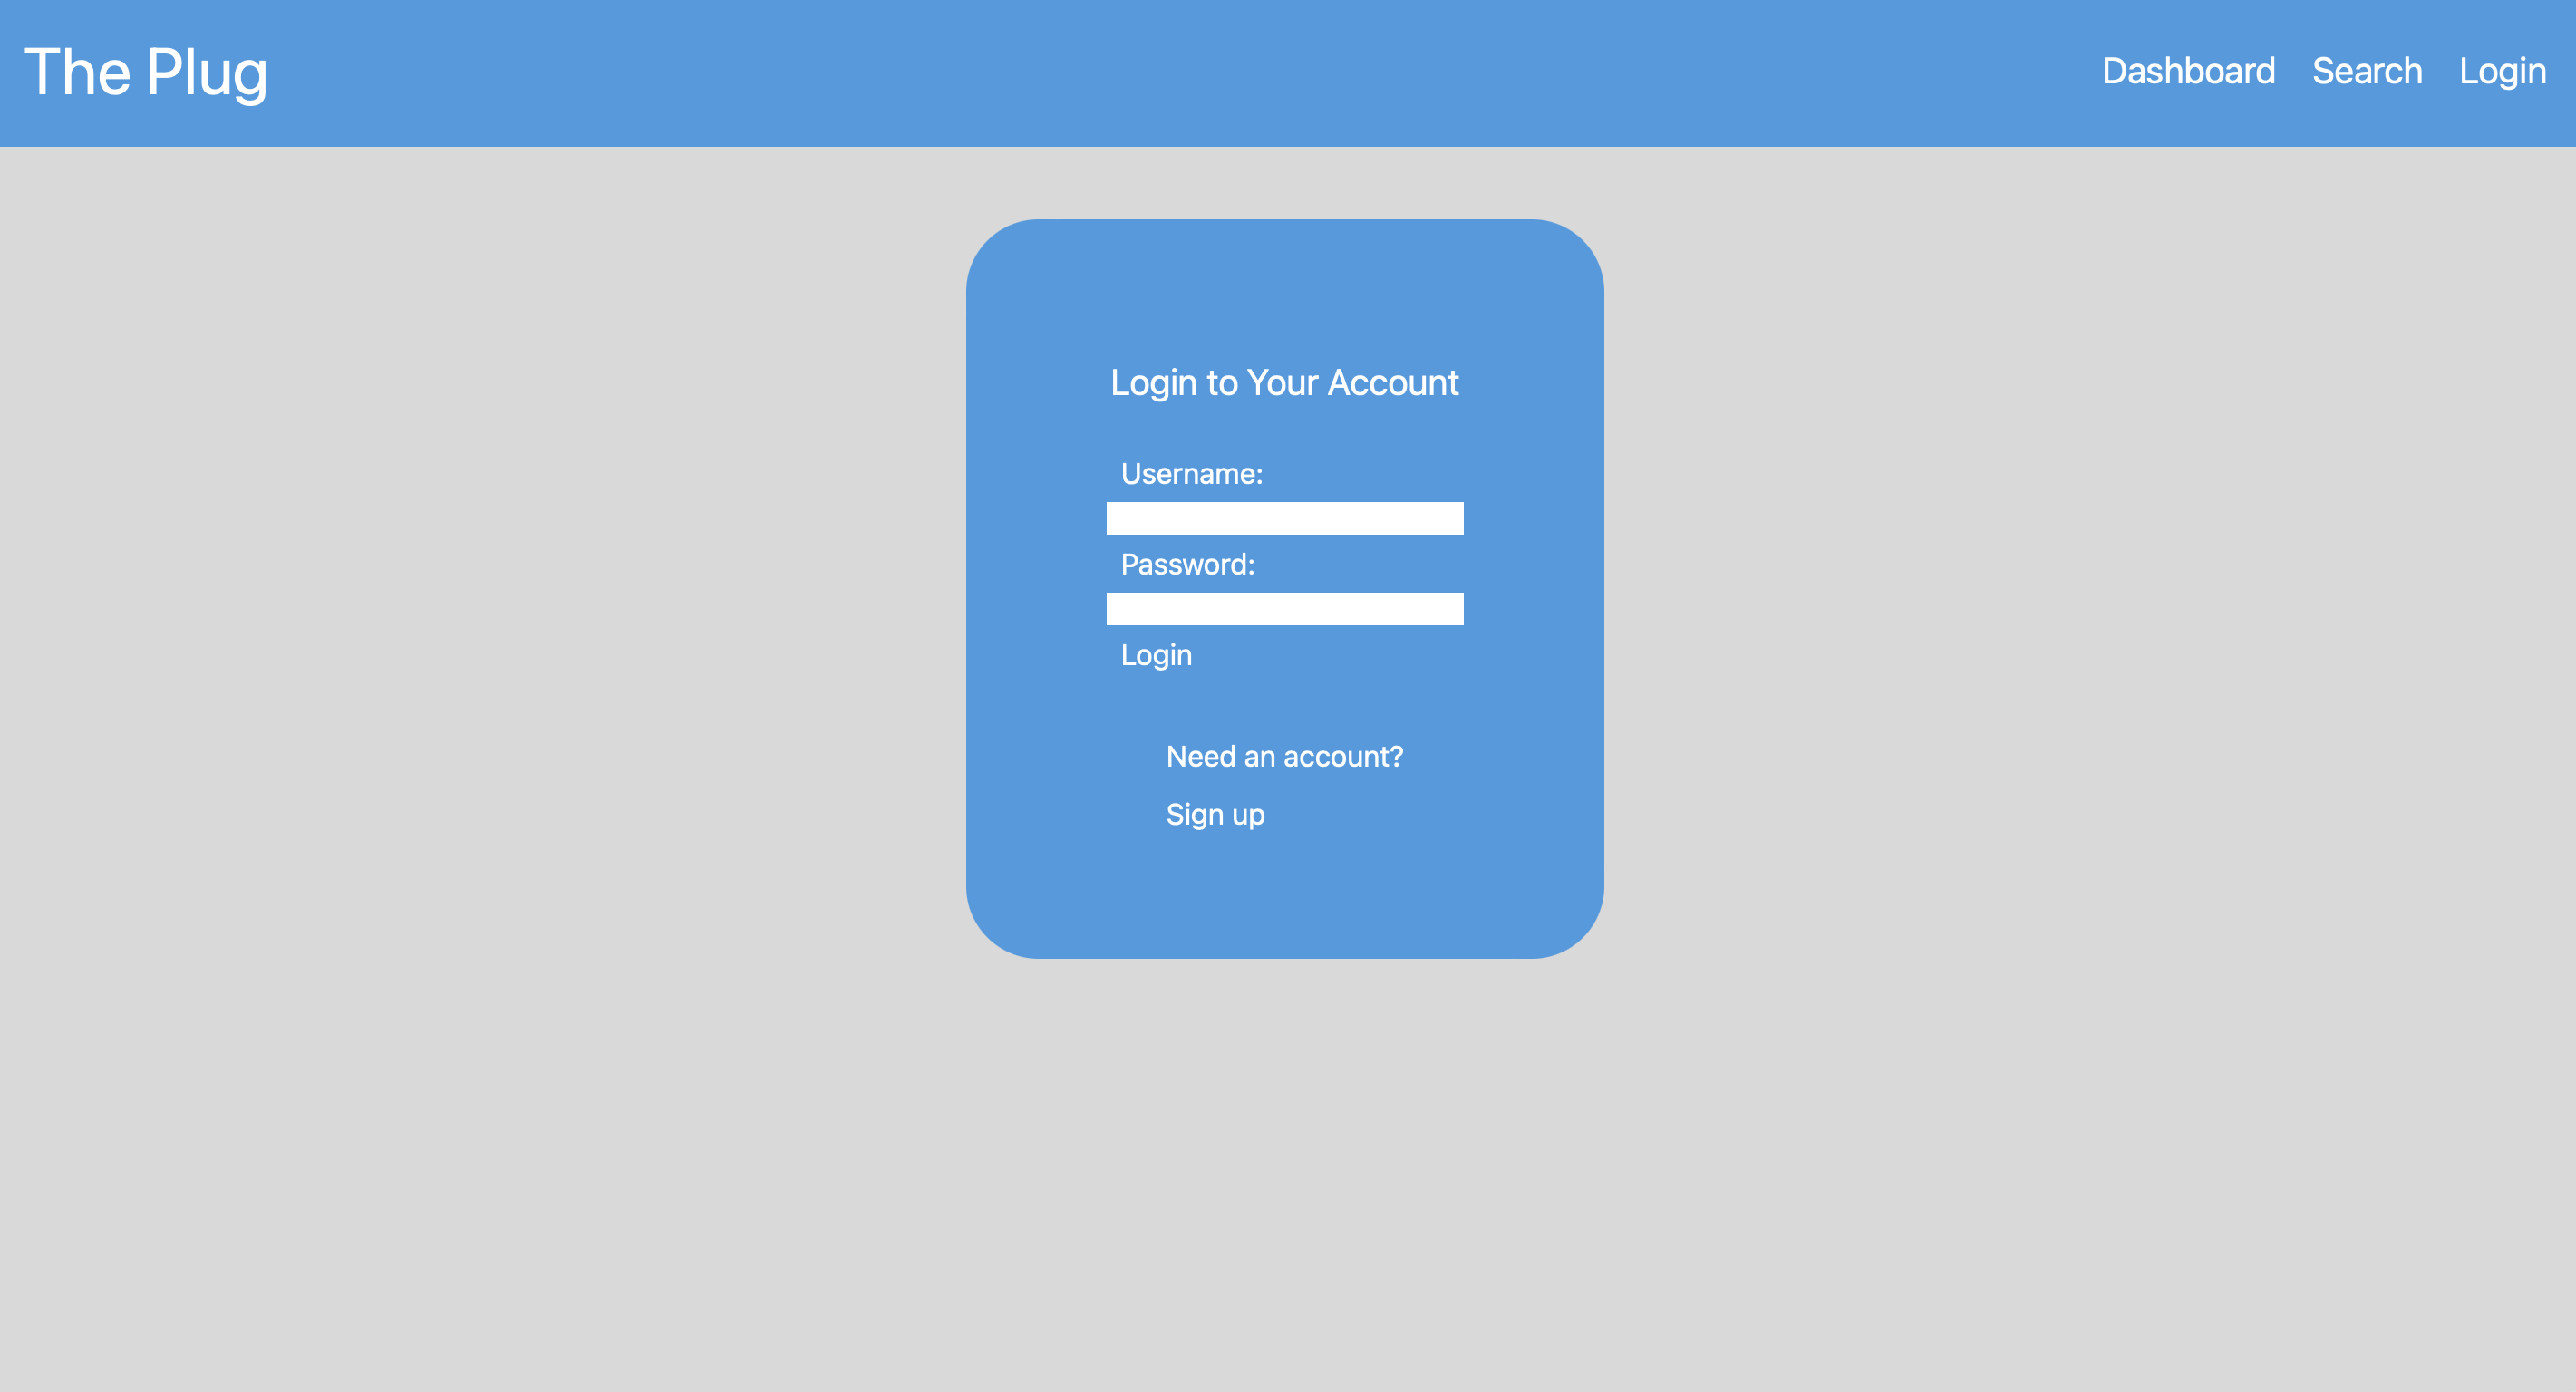 The Plug
Dashboard Search Login
Login to Your Account
Username:
Password:
Login
Need an account?
Sign up